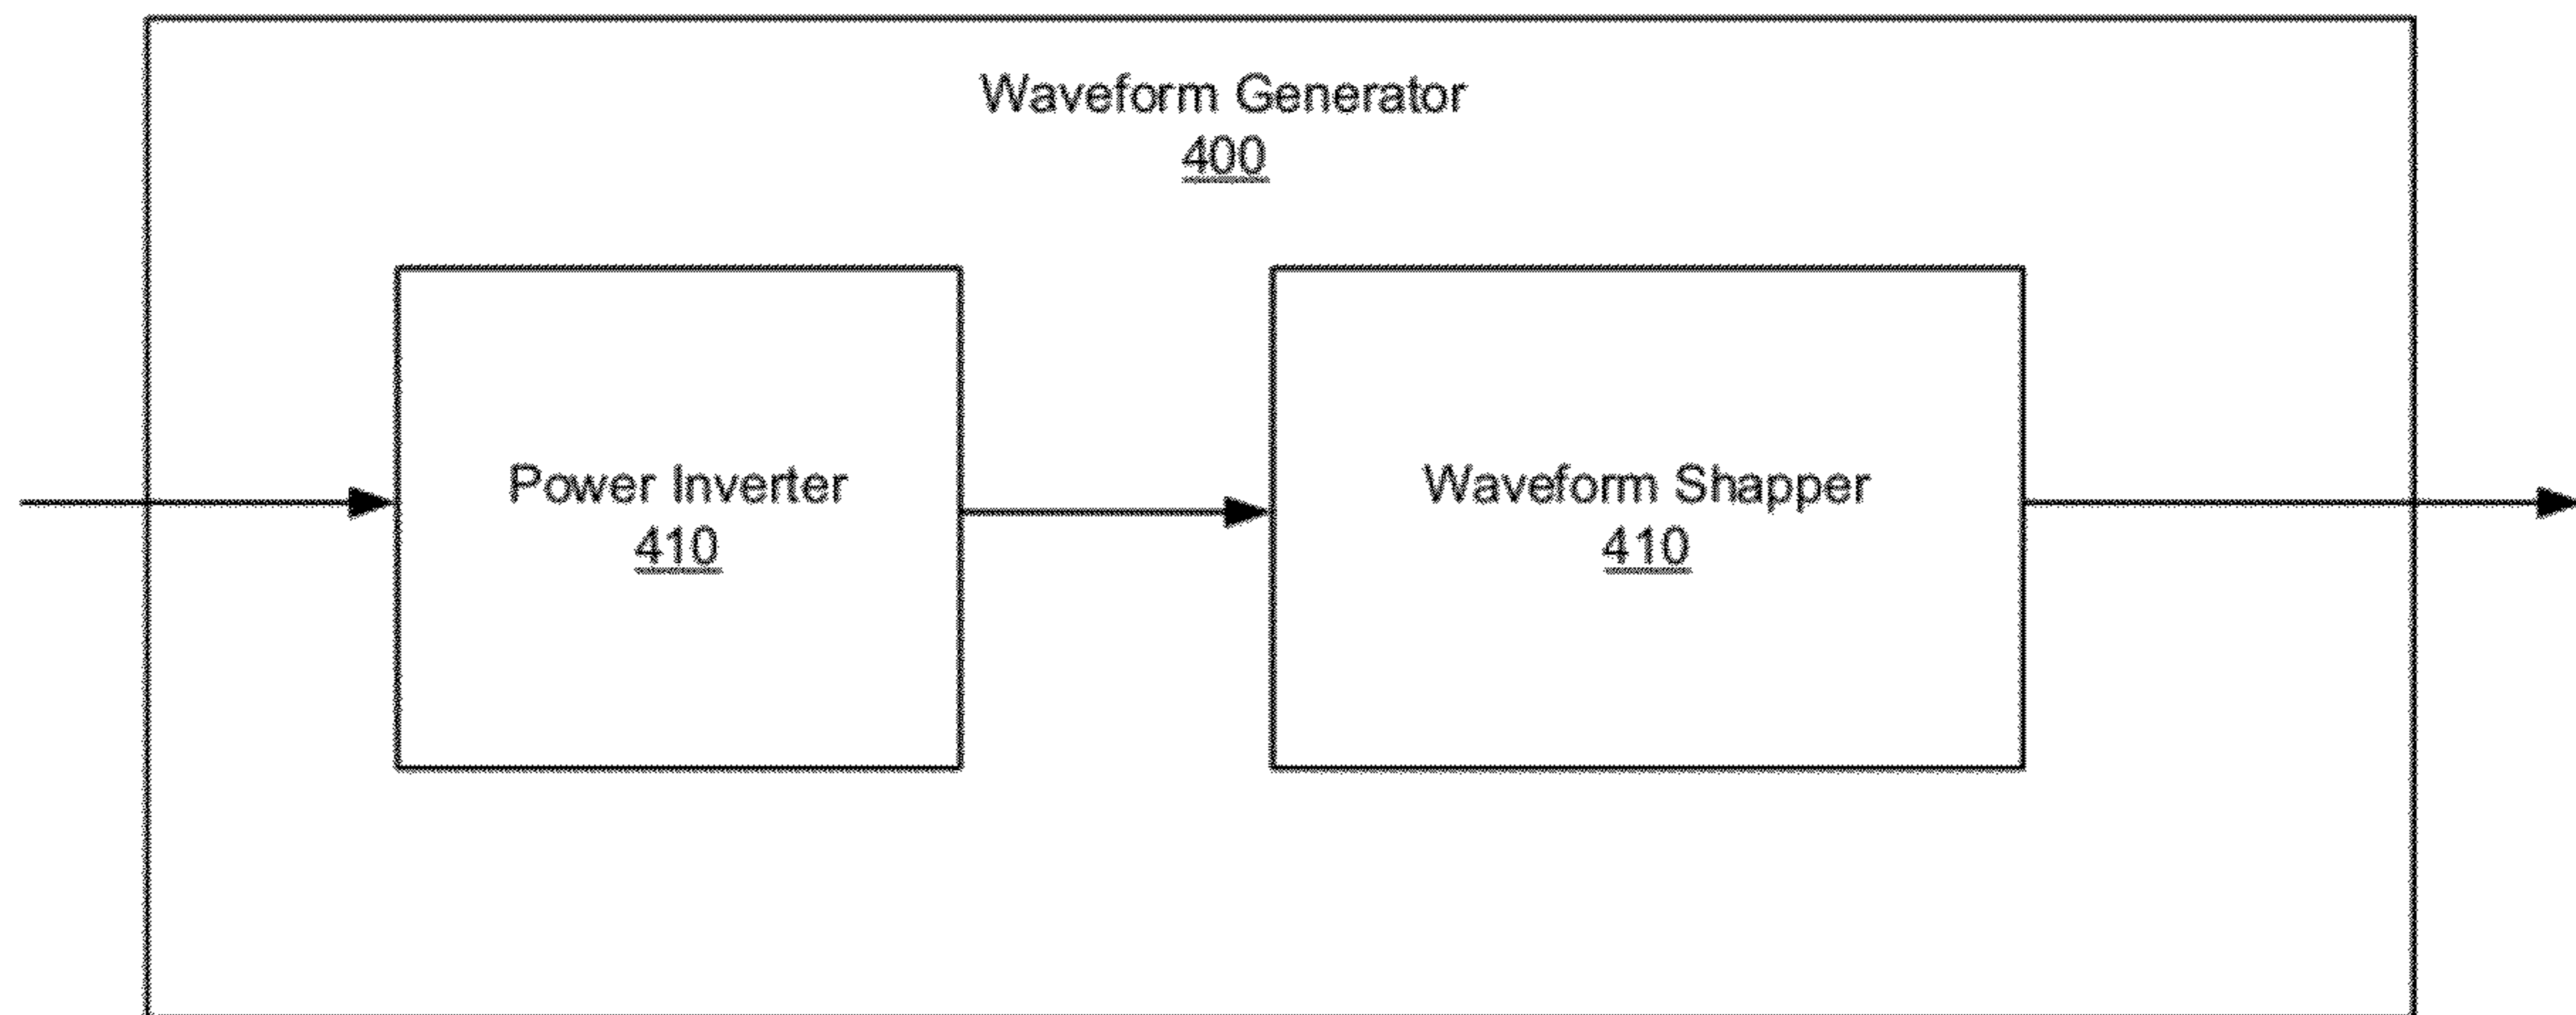 Waveform Generator
400
Power Inverter
410
Waveform Shapper
410